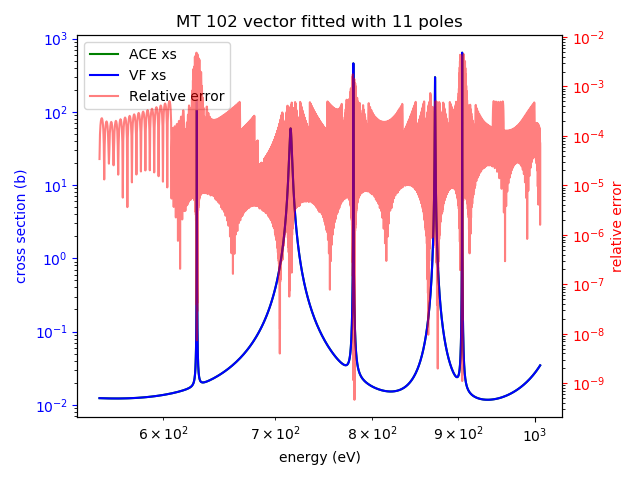 MT 102 vector fitted with 11 poles
ACE xs
VF xs
Relative error
cross section (b)
10³
10²
10¹
10⁰
10⁻¹
10⁻²
relative error
10⁻²
10⁻³
10⁻⁴
10⁻⁵
10⁻⁶
10⁻⁷
10⁻⁸
10⁻⁹
6 × 10² 7 × 10² 8 × 10² 9 × 10² 10³
energy (eV)